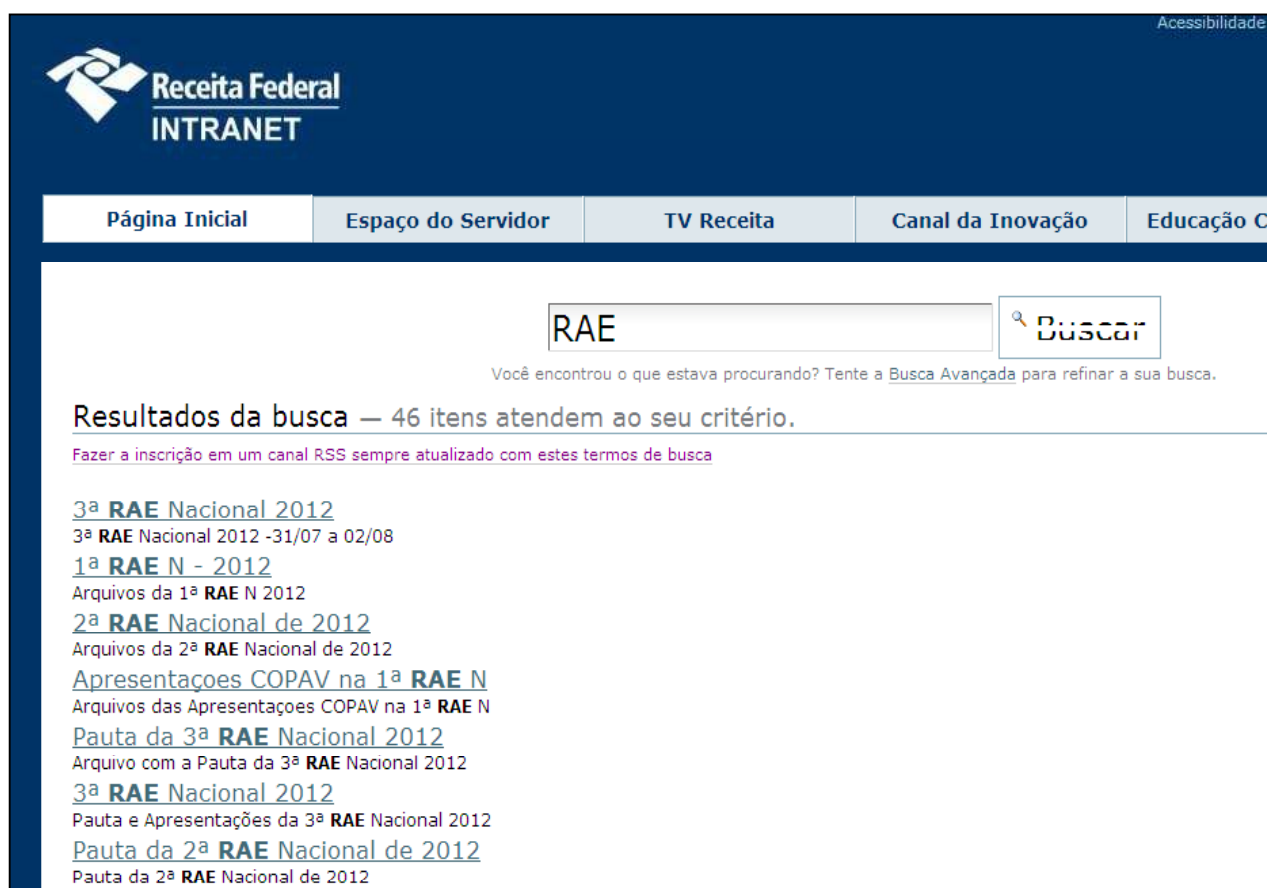 Acessibilidade
Receita Federal
INTRANET
Página Inicial Espaço do Servidor TV Receita Canal da Inovação Educação C
RAE Buscar
Você encontrou o que estava procurando? Tente a Busca Avançada para refinar a sua busca.
Resultados da busca — 46 itens atendem ao seu critério.
Fazer a inscrição em um canal RSS sempre atualizado com estes termos de busca
3ª RAE Nacional 2012
3ª RAE Nacional 2012 -31/07 a 02/08
1ª RAE N - 2012
Arquivos da 1ª RAE N 2012
2ª RAE Nacional de 2012
Arquivos da 2ª RAE Nacional de 2012
Apresentaçoes COPAV na 1ª RAE N
Arquivos das Apresentaçoes COPAV na 1ª RAE N
Pauta da 3ª RAE Nacional 2012
Arquivo com a Pauta da 3ª RAE Nacional 2012
3ª RAE Nacional 2012
Pauta e Apresentações da 3ª RAE Nacional 2012
Pauta da 2ª RAE Nacional de 2012
Pauta da 2ª RAE Nacional de 2012